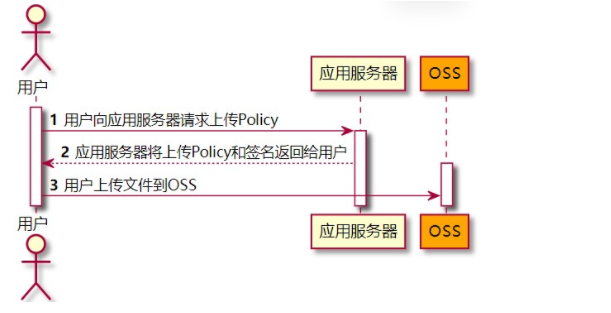 用户
应用服务器
OSS
1 用户向应用服务器请求上传Policy
2 应用服务器将上传Policy和签名返回给用户
3 用户上传文件到OSS
用户
应用服务器
OSS